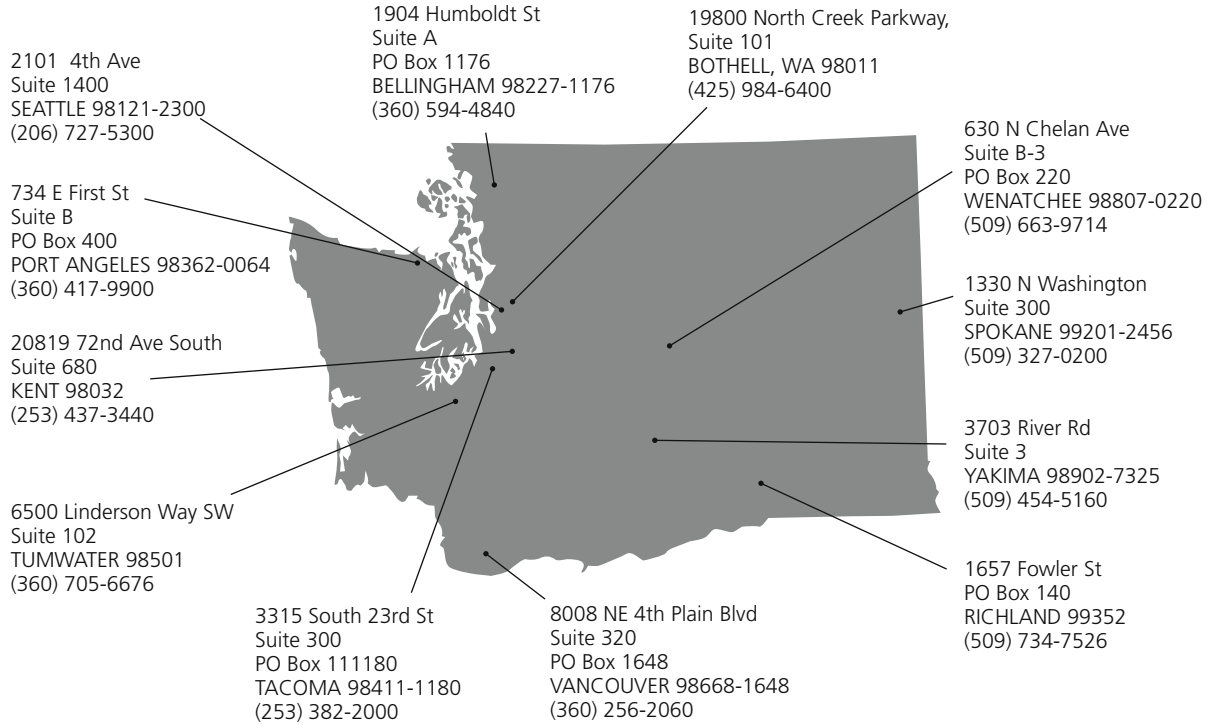 1904 Humboldt St
Suite A
PO Box 1176
BELLINGHAM 98227-1176
(360) 594-4840
19800 North Creek Parkway,
Suite 101
BOTHELL, WA 98011
(425) 984-6400
2101 4th Ave
Suite 1400
SEATTLE 98121-2300
(206) 727-5300
630 N Chelan Ave
Suite B-3
PO Box 220
WENATCHEE 98807-0220
(509) 663-9714
734 E First St
Suite B
PO Box 400
PORT ANGELES 98362-0064
(360) 417-9900
1330 N Washington
Suite 300
SPOKANE 99201-2456
(509) 327-0200
20819 72nd Ave South
Suite 680
KENT 98032
(253) 437-3440
3703 River Rd
Suite 3
YAKIMA 98902-7325
(509) 454-5160
6500 Linderson Way SW
Suite 102
TUMWATER 98501
(360) 705-6676
1657 Fowler St
PO Box 140
RICHLAND 99352
(509) 734-7526
3315 South 23rd St
Suite 300
PO Box 111180
TACOMA 98411-1180
(253) 382-2000
8008 NE 4th Plain Blvd
Suite 320
PO Box 1648
VANCOUVER 98668-1648
(360) 256-2060